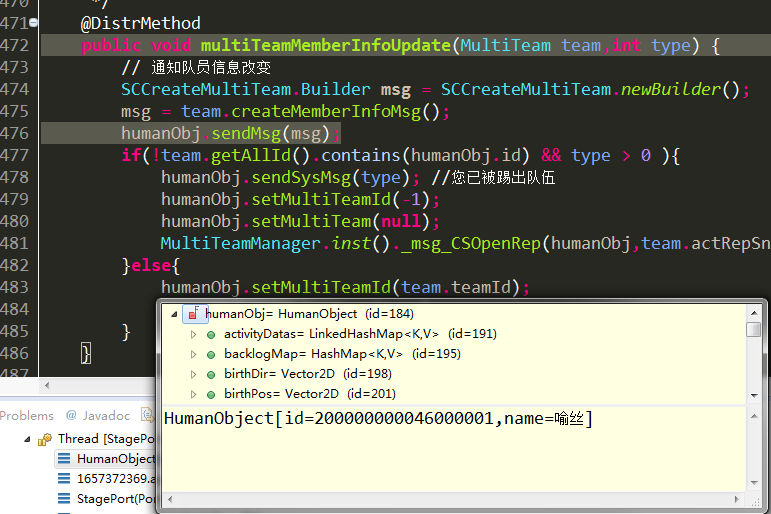 470 */
471 @DistrMethod
472 public void multiTeamMemberInfoUpdate(MultiTeam team,int type) {
473 // 通知队员信息改变
474 SCCreateMultiTeam.Builder msg = SCCreateMultiTeam.newBuilder();
475 msg = team.createMemberInfoMsg();
476 humanObj.sendMsg(msg);
477 if(!team.getAllId().contains(humanObj.id) && type > 0 ){
478 humanObj.sendSysMsg(type); //您已被踢出队伍
479 humanObj.setMultiTeamId(-1);
480 humanObj.setMultiTeam(null);
481 MultiTeamManager.inst()._msg_CSOpenRep(humanObj,team.actRepSn
482 }else{
483 humanObj.setMultiTeamId(team.teamId);
484
485 }
486 }
487
humanObj= HumanObject (id=184)
activityDatas= LinkedHashMap<K,V> (id=191)
backlogMap= HashMap<K,V> (id=195)
birthDir= Vector2D (id=198)
birthPos= Vector2D (id=201)
HumanObject[id=200000000046000001,name=喻丝]
Problems @ Javadoc
Thread [StagePo
HumanObject
1657372369.a
StagePort(Por